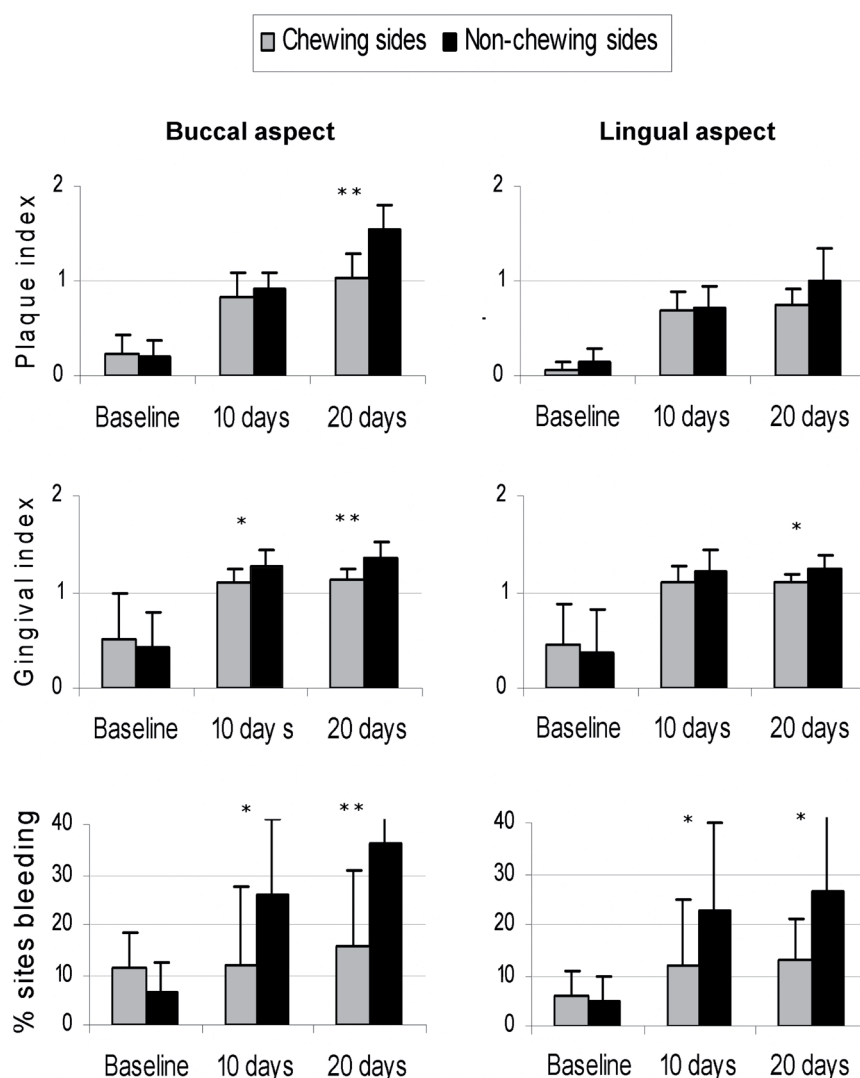 Chewing sides Non-chewing sides
Buccal aspect
Lingual aspect
Plaque index
2
**
1
0
Baseline 10 days 20 days
2
1
0
Baseline 10 days 20 days
Gingival index
2
* **
1
0
Baseline 10 day s 20 days
2
*
1
0
Baseline 10 days 20 days
% sites bleeding
* **
40
30
20
10
0
Baseline 10 days 20 days
* *
40
30
20
10
0
Baseline 10 days 20 days